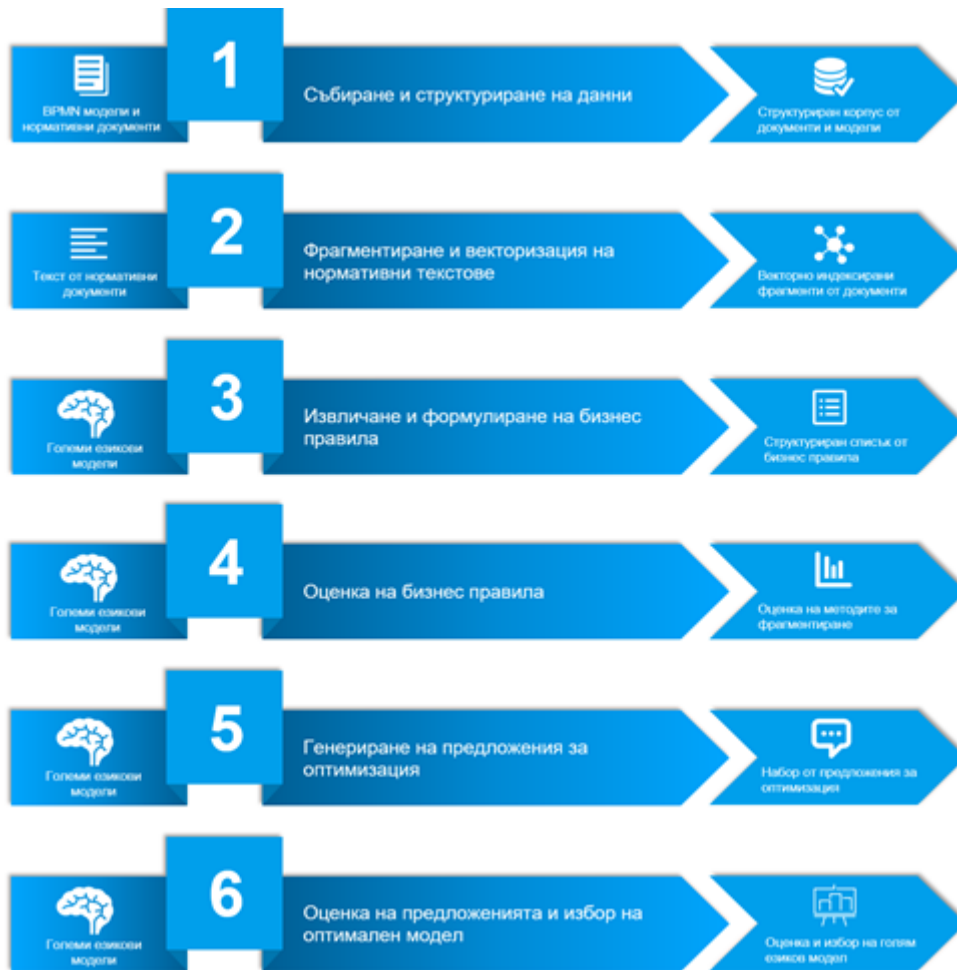 1
BPMN модели и
нормативни документи
Събиране и структуриране на данни
Структуриран корпус от
документи и модели
2
Текст от нормативни
документи
Фрагментиране и векторизация на
нормативни текстове
Векторно индексирани
фрагменти от документи
3
Големи езикови
модели
Извличане и формулиране на бизнес
правила
Структуриран списък от
бизнес правила
4
Големи езикови
модели
Оценка на бизнес правила
Оценка на методите за
фрагментиране
5
Големи езикови
модели
Генериране на предложения за
оптимизация
Набор от предложения за
оптимизация
6
Големи езикови
модели
Оценка на предложенията и избор на
оптимален модел
Оценка и избор на голям
езиков модел